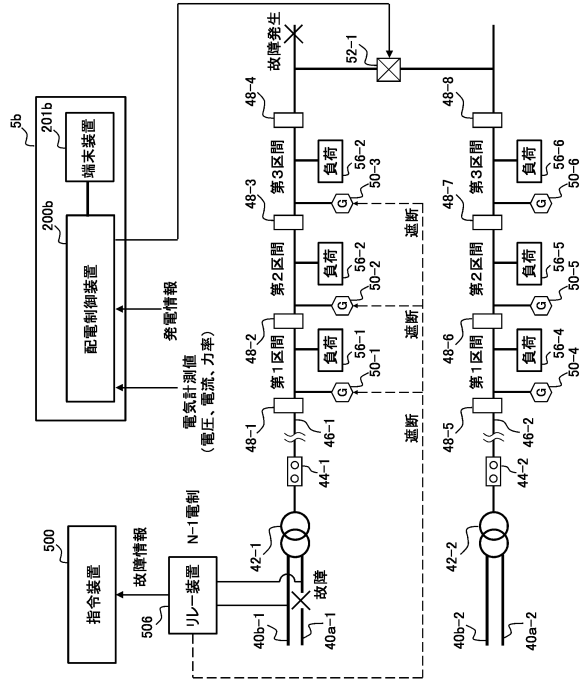 5b
200b
配電制御装置
201b
端末装置
電気計測値
(電圧、電流、力率)
発電情報
500
指令装置
故障情報
N-1電制
506
リレー装置
故障
40b-1
40a-1
42-1
44-1
46-1
48-1
第1区間
48-2
第2区間
48-3
第3区間
48-4
故障発生
52-1
G
50-1
負荷
56-1
G
50-2
負荷
56-2
G
50-3
負荷
56-2
遮断
遮断
遮断
40b-2
40a-2
42-2
44-2
46-2
48-5
第1区間
48-6
第2区間
48-7
第3区間
48-8
G
50-4
負荷
56-4
G
50-5
負荷
56-5
G
50-6
負荷
56-6